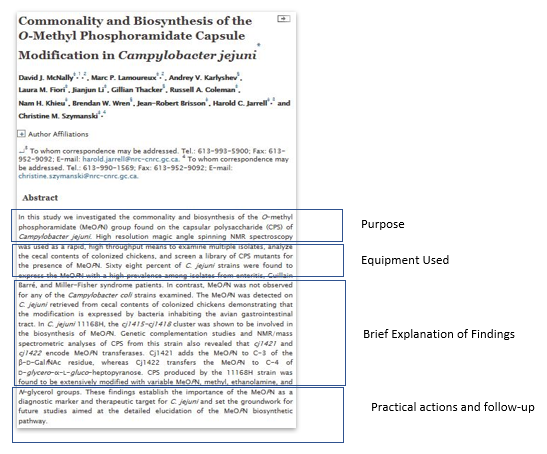 Commonality and Biosynthesis of the
O-Methyl Phosphoramidate Capsule
Modification in Campylobacter jejuni*
David J. McNally‡,1,2, Marc P. Lamoureux‡,2, Andrey V. Karlyshev§,
Laura M. Fiori‡, Jianjun Li‡, Gillian Thacker§, Russell A. Coleman‡,
Nam H. Khieu‡, Brendan W. Wren§, Jean-Robert Brisson‡, Harold C. Jarrell‡,3 and
Christine M. Szymanski‡,4
+ Author Affiliations
↵3 To whom correspondence may be addressed. Tel.: 613-993-5900; Fax: 613-
952-9092; E-mail: harold.jarrell@nrc-cnrc.gc.ca. 4 To whom correspondence may
be addressed. Tel.: 613-990-1569; Fax: 613-952-9092; E-mail:
christine.szymanski@nrc-cnrc.gc.ca.
Abstract
In this study we investigated the commonality and biosynthesis of the O-methyl
phosphoramidate (MeOPN) group found on the capsular polysaccharide (CPS) of
Campylobacter jejuni. High resolution magic angle spinning NMR spectroscopy
was used as a rapid, high throughput means to examine multiple isolates, analyze
the cecal contents of colonized chickens, and screen a library of CPS mutants for
the presence of MeOPN. Sixty eight percent of C. jejuni strains were found to
express the MeOPN with a high prevalence among isolates from enteritis, Guillain
Barré, and Miller-Fisher syndrome patients. In contrast, MeOPN was not observed
for any of the Campylobacter coli strains examined. The MeOPN was detected on
C. jejuni retrieved from cecal contents of colonized chickens demonstrating that
the modification is expressed by bacteria inhabiting the avian gastrointestinal
tract. In C. jejuni 11168H, the cj1415-cj1418 cluster was shown to be involved in
the biosynthesis of MeOPN. Genetic complementation studies and NMR/mass
spectrometric analyses of CPS from this strain also revealed that cj1421 and
cj1422 encode MeOPN transferases. Cj1421 adds the MeOPN to C-3 of the
β-D-GalfNAc residue, whereas Cj1422 transfers the MeOPN to C-4 of
D-glycero-α-L-gluco-heptopyranose. CPS produced by the 11168H strain was
found to be extensively modified with variable MeOPN, methyl, ethanolamine, and
N-glycerol groups. These findings establish the importance of the MeOPN as a
diagnostic marker and therapeutic target for C. jejuni and set the groundwork for
future studies aimed at the detailed elucidation of the MeOPN biosynthetic
pathway.
Purpose
Equipment Used
Brief Explanation of Findings
Practical actions and follow-up